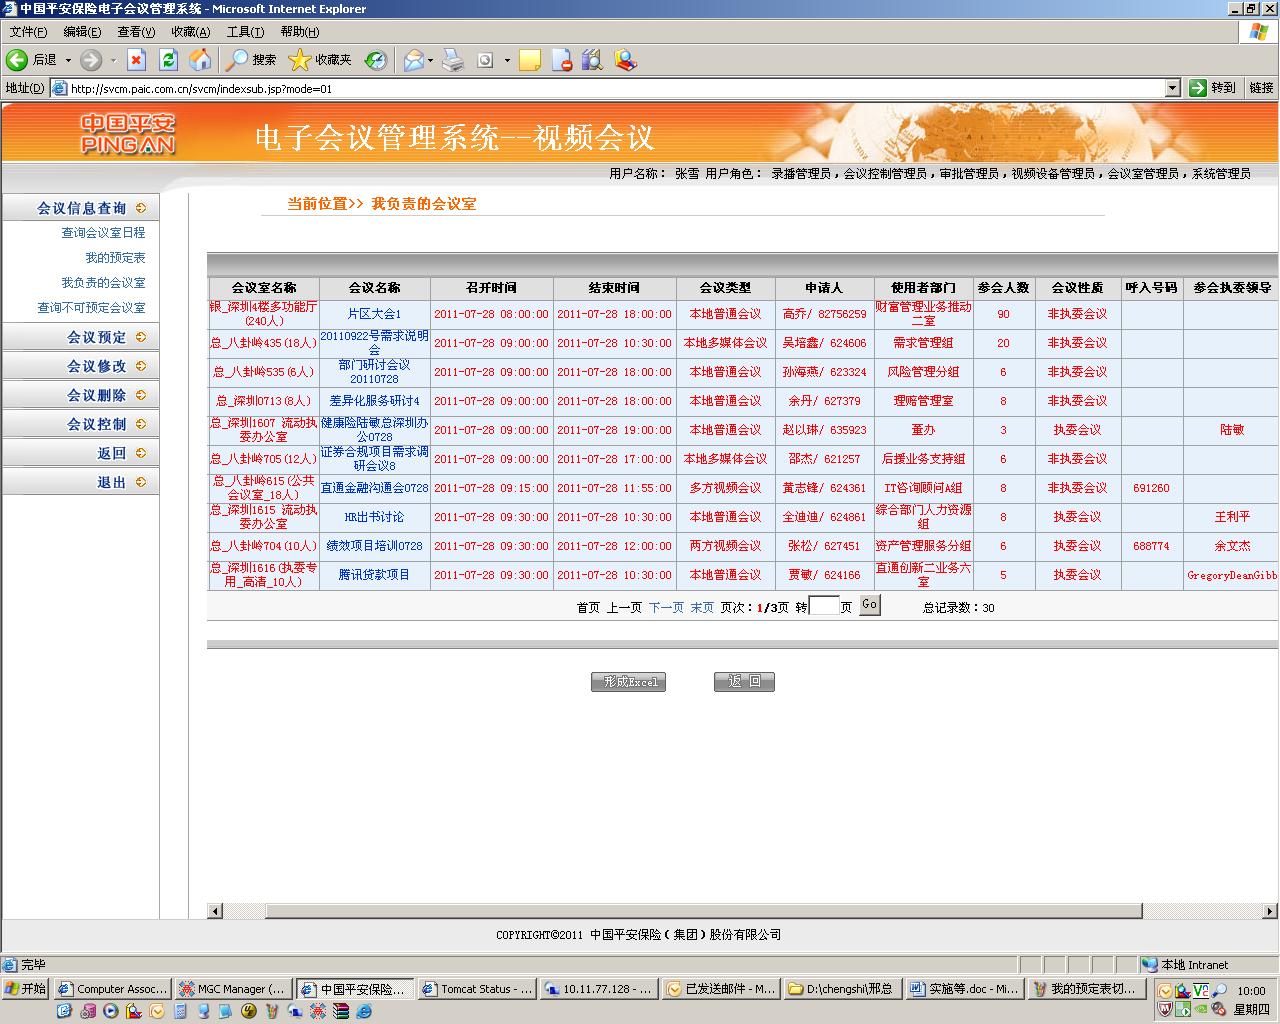 中国平安保险电子会议管理系统 - Microsoft Internet Explorer
文件(F) 编辑(E) 查看(V) 收藏(A) 工具(T) 帮助(H)
后退 搜索 收藏夹
地址(D) http://svcm.paic.com.cn/svcm/indexsub.jsp?mode=01 转到 链接
中国平安
PING AN
电子会议管理系统--视频会议
用户名称： 张雪 用户角色： 录播管理员，会议控制管理员，审批管理员，视频设备管理员，会议室管理员，系统管理员
会议信息查询
查询会议室日程
我的预定表
我负责的会议室
查询不可预定会议室
会议预定
会议修改
会议删除
会议控制
返回
退出
当前位置>> 我负责的会议室
会议室名称 会议名称 召开时间 结束时间 会议类型 申请人 使用者部门 参会人数 会议性质 呼入号码 参会执委领导
银_深圳4楼多功能厅(240人) 片区大会1 2011-07-28 08:00:00 2011-07-28 18:00:00 本地普通会议 高乔/ 82756259 财富管理业务推动二室 90 非执委会议
总_八卦岭435(18人) 20110922号需求说明会 2011-07-28 09:00:00 2011-07-28 10:30:00 本地多媒体会议 吴培鑫/ 624606 需求管理组 20 非执委会议
总_八卦岭535(6人) 部门研讨会议20110728 2011-07-28 09:00:00 2011-07-28 18:00:00 本地普通会议 孙海燕/ 623324 风险管理分组 6 非执委会议
总_深圳0713(8人) 差异化服务研讨4 2011-07-28 09:00:00 2011-07-28 18:00:00 本地普通会议 余丹/ 627379 理赔管理室 8 非执委会议
总_深圳1607 流动执委办公室 健康险陆敏总深圳办公0728 2011-07-28 09:00:00 2011-07-28 19:00:00 本地普通会议 赵以琳/ 635923 董办 3 执委会议 陆敏
总_八卦岭705(12人) 证券合规项目需求调研会议8 2011-07-28 09:00:00 2011-07-28 17:00:00 本地多媒体会议 邵杰/ 621257 后援业务支持组 6 非执委会议
总_八卦岭615(公共会议室_18人) 直通金融沟通会0728 2011-07-28 09:15:00 2011-07-28 11:55:00 多方视频会议 黄志锋/ 624361 IT咨询顾问A组 8 非执委会议 691260
总_深圳1615 流动执委办公室 HR出书讨论 2011-07-28 09:30:00 2011-07-28 10:30:00 本地普通会议 全迪迪/ 624861 综合部门人力资源组 8 执委会议 王利平
总_八卦岭704(10人) 绩效项目培训0728 2011-07-28 09:30:00 2011-07-28 12:00:00 两方视频会议 张松/ 627451 资产管理服务分组 6 执委会议 688774 余文杰
总_深圳1616(执委专用_高清_10人) 腾讯贷款项目 2011-07-28 09:30:00 2011-07-28 10:30:00 本地普通会议 贾敏/ 624166 直通创新二业务六室 5 执委会议 GregoryDeanGibb
首页 上一页 下一页 末页 页次：1/3页 转 页 Go 总记录数：30
形成Excel 返 回
COPYRIGHT©2011 中国平安保险（集团）股份有限公司
完毕 本地 Intranet
开始 Computer Assoc... MGC Manager (... 中国平安保险... Tomcat Status - ... 10.11.77.128 - ... 已发送邮件 - M... D:\chengshi\邢总 实施等.doc - Mi... 我的预定表切...
10:00
星期四